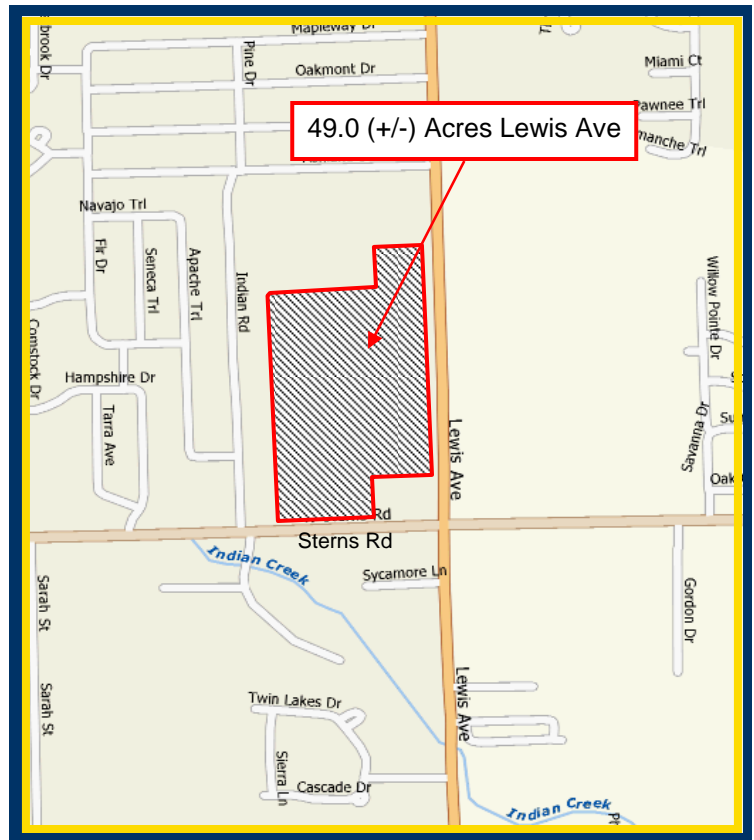 Mapleway Dr
Pine Dr
Oakmont Dr
Miami Ct
Pawnee Trl
49.0 (+/-) Acres Lewis Ave
Navajo Trl
Fir Dr
Seneca Trl
Apache Trl
Indian Rd
Willow Pointe Dr
Comstock Dr
Hampshire Dr
Tarra Ave
Lewis Ave
Savanna Dr
Oak
Rd
Sterns Rd
Indian Creek
Sycamore Ln
Sarah St
Gordon Dr
Sarah St
Lewis Ave
Twin Lakes Dr
Sierra Ln
Cascade Dr
Indian Creek